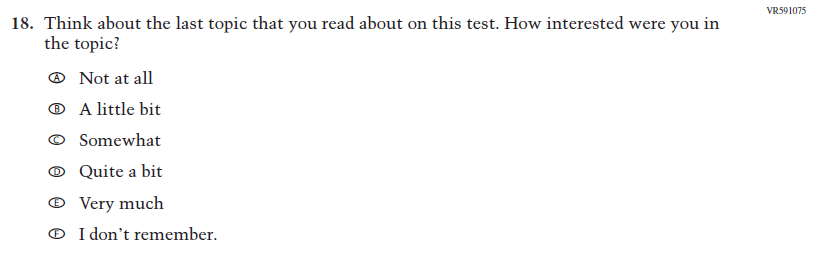 VR591075
18. Think about the last topic that you read about on this test. How interested were you in
the topic?
A Not at all
B A little bit
C Somewhat
D Quite a bit
E Very much
F I don't remember.